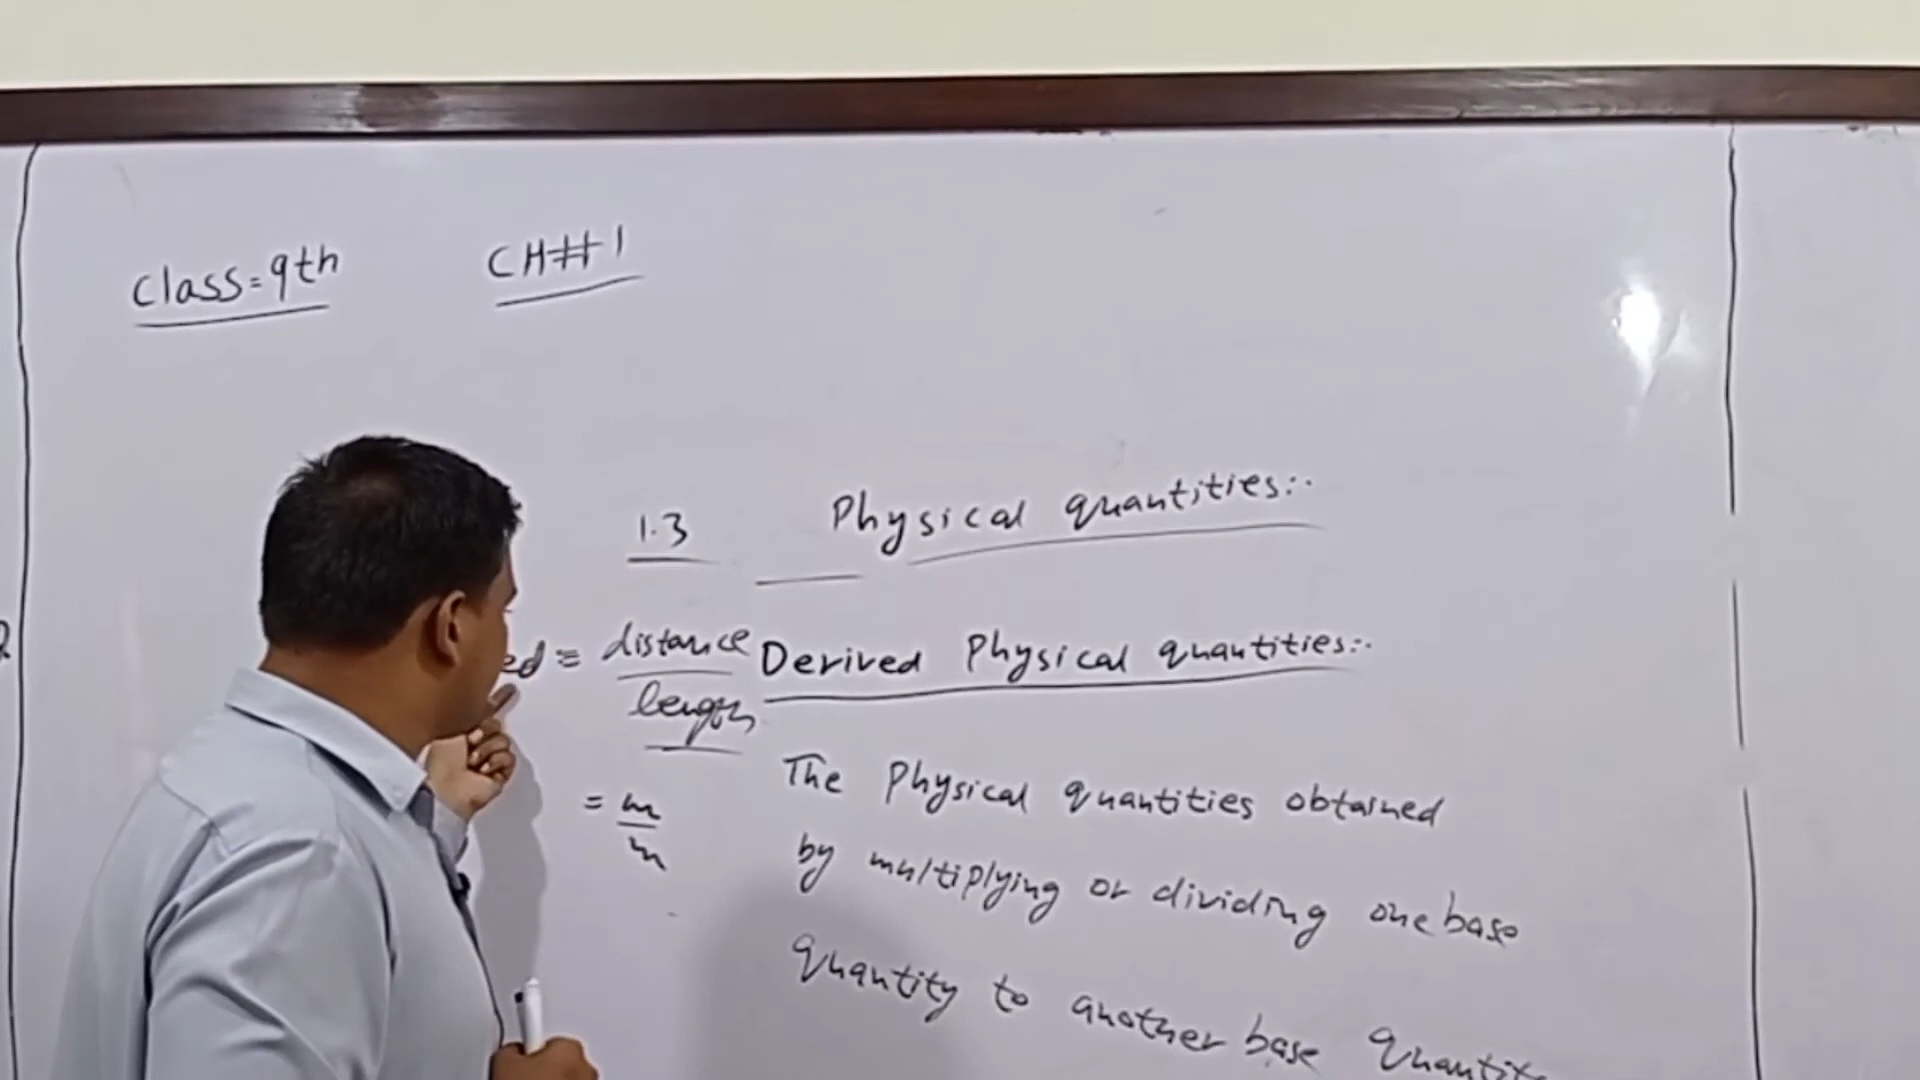 Class=9th CH#1
1.3 Physical quantities:-
ed = distance
length
= m
m
Derived Physical quantities:-
The Physical quantities obtained
by multiplying or dividing one base
quantity to another base quantit